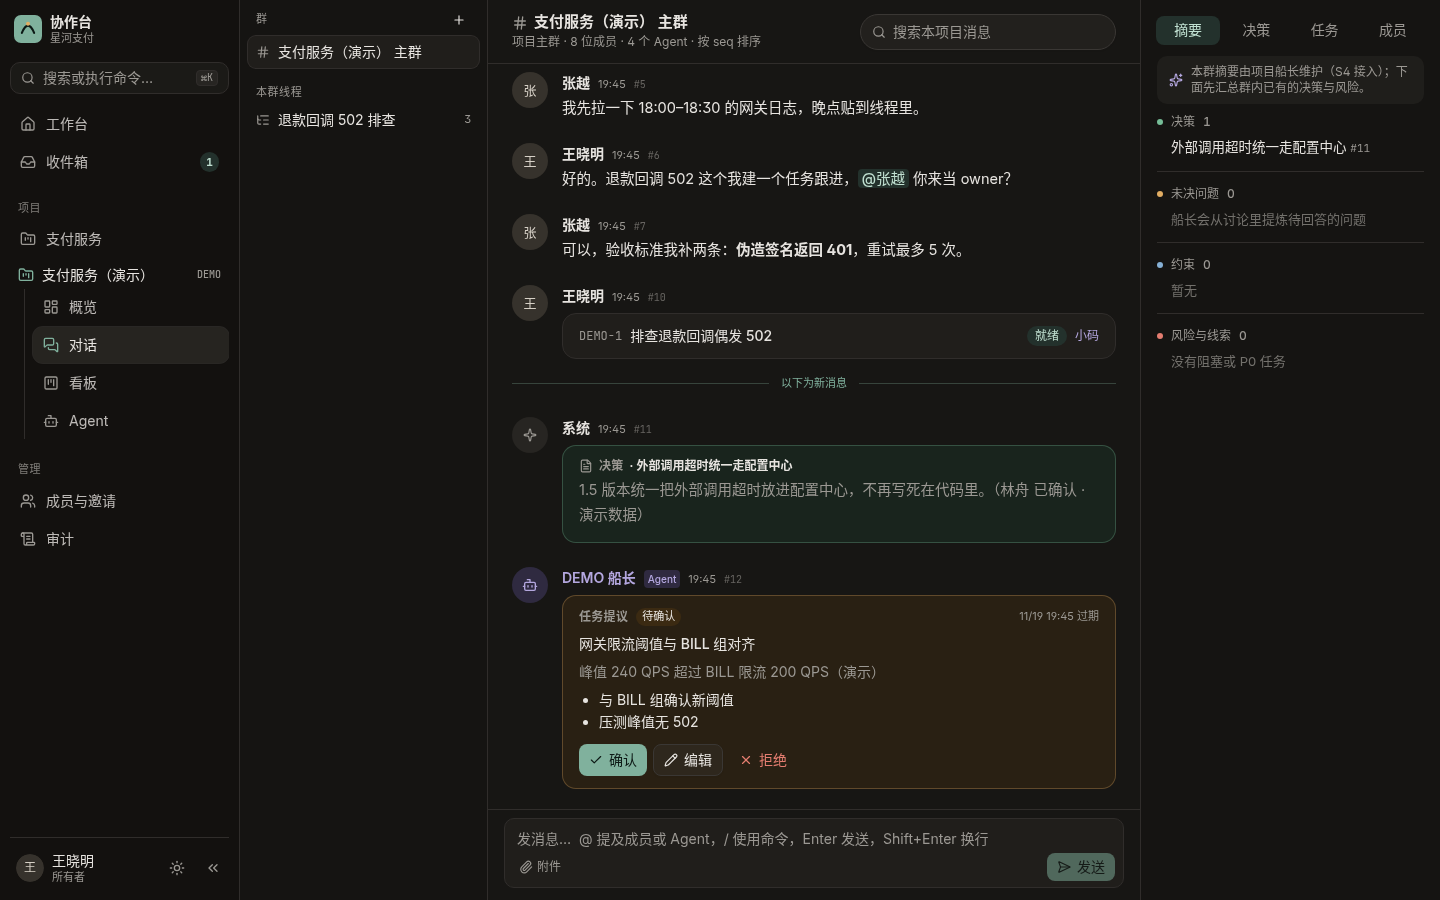 协作台
星河支付
搜索或执行命令...
⌘K
工作台
收件箱
1
项目
支付服务
支付服务（演示）
DEMO
概览
对话
看板
Agent
管理
成员与邀请
审计
王
王晓明
所有者
群
支付服务（演示） 主群
本群线程
退款回调 502 排查
3
支付服务（演示） 主群
项目主群 · 8 位成员 · 4 个 Agent · 按 seq 排序
搜索本项目消息
张
张越 19:45 #5
我先拉一下 18:00–18:30 的网关日志，晚点贴到线程里。
王
王晓明 19:45 #6
好的。退款回调 502 这个我建一个任务跟进，@张越 你来当 owner？
张
张越 19:45 #7
可以，验收标准我补两条：伪造签名返回 401，重试最多 5 次。
王
王晓明 19:45 #10
DEMO-1 排查退款回调偶发 502 就绪 小码
以下为新消息
系统 19:45 #11
决策 · 外部调用超时统一走配置中心
1.5 版本统一把外部调用超时放进配置中心，不再写死在代码里。（林舟 已确认 ·
演示数据）
DEMO 船长 Agent 19:45 #12
任务提议 待确认 11/19 19:45 过期
网关限流阈值与 BILL 组对齐
峰值 240 QPS 超过 BILL 限流 200 QPS（演示）
• 与 BILL 组确认新阈值
• 压测峰值无 502
确认 编辑 拒绝
发消息... @ 提及成员或 Agent，/ 使用命令，Enter 发送，Shift+Enter 换行
附件
发送
摘要 决策 任务 成员
本群摘要由项目船长维护（S4 接入）；下
面先汇总群内已有的决策与风险。
决策 1
外部调用超时统一走配置中心 #11
未决问题 0
船长会从讨论里提炼待回答的问题
约束 0
暂无
风险与线索 0
没有阻塞或 P0 任务